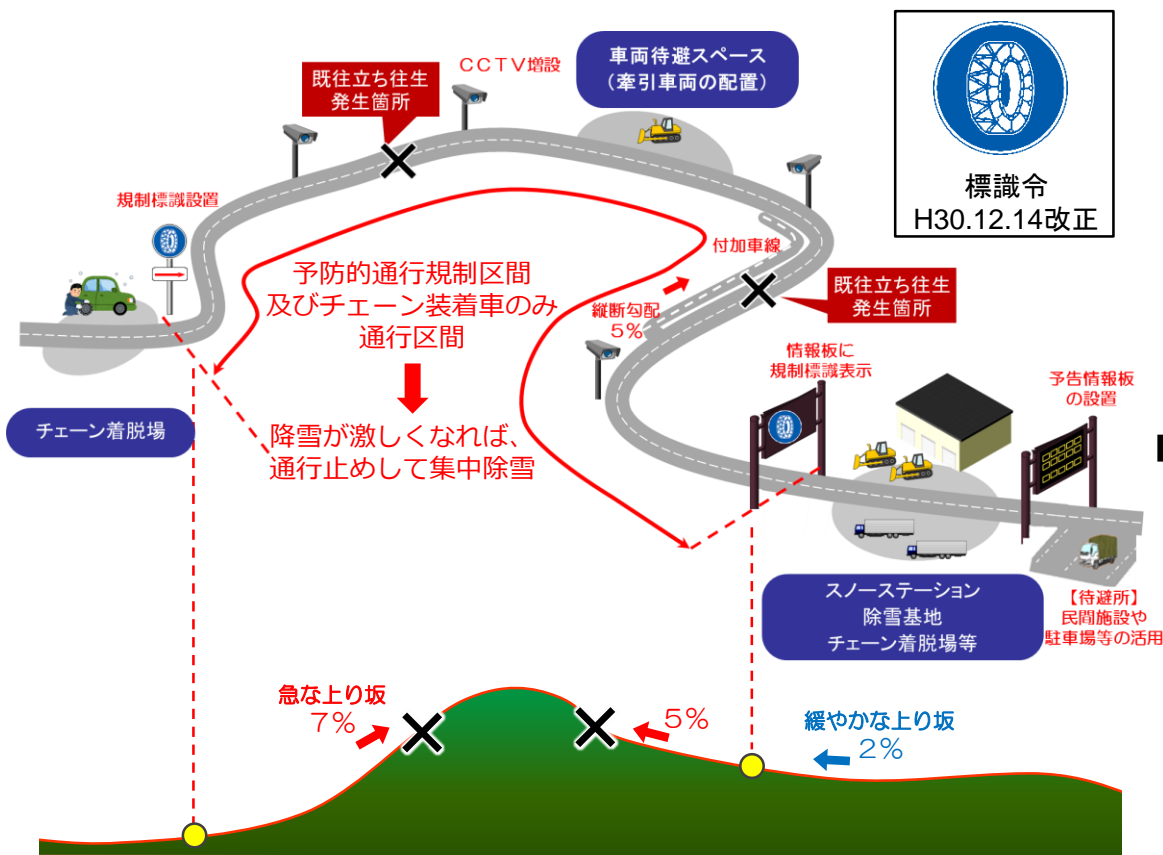 標識令
H30.12.14改正
車両待避スペース
(牽引車両の配置)
CCTV増設
既往立ち往生
発生箇所
規制標識設置
付加車線
予防的通行規制区間
及びチェーン装着車のみ
通行区間
既往立ち往生
発生箇所
縦断勾配
5%
情報板に
規制標識表示
予告情報板
の設置
チェーン着脱場
降雪が激しくなれば、
通行止めして集中除雪
スノーステーション
除雪基地
チェーン着脱場等
【待避所】
民間施設や
駐車場等の活用
急な上り坂
7%
5%
緩やかな上り坂
2%